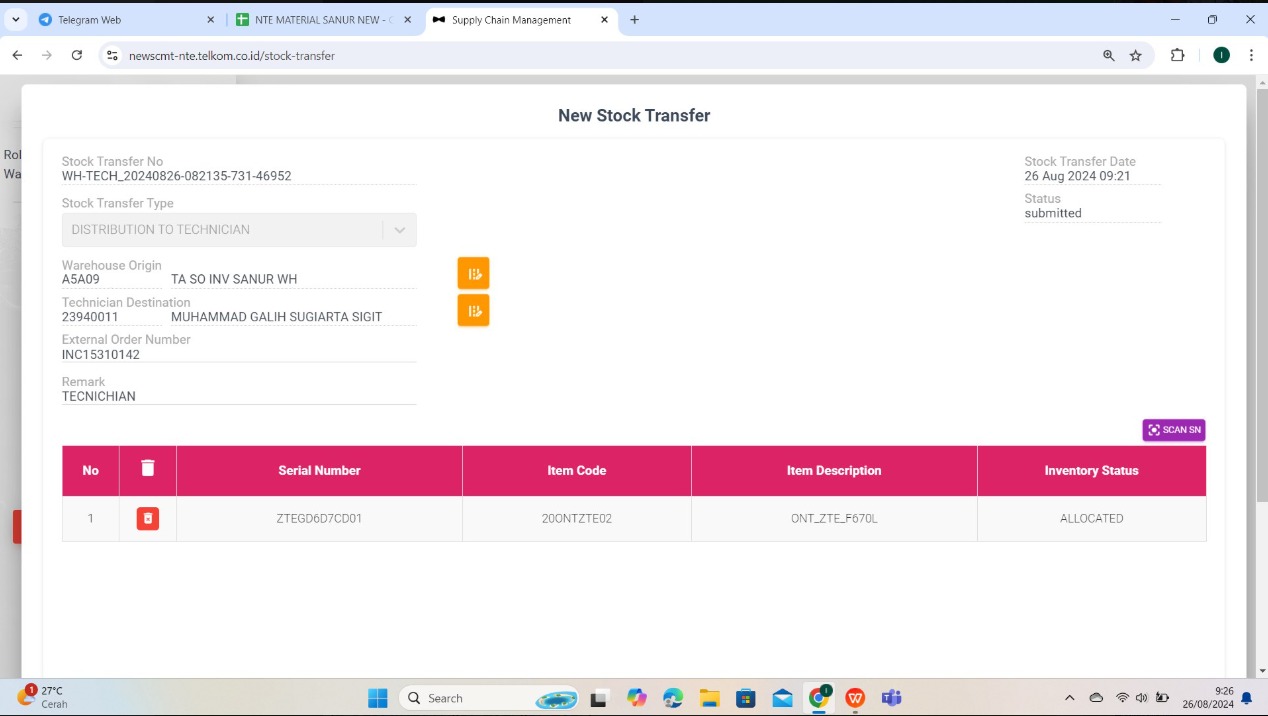 Telegram Web
NTE MATERIAL SANUR NEW -
Supply Chain Management
newscmt-nte.telkom.co.id/stock-transfer
I
Rol
Wa
New Stock Transfer
Stock Transfer No
WH-TECH_20240826-082135-731-46952
Stock Transfer Date
26 Aug 2024 09:21
Stock Transfer Type
DISTRIBUTION TO TECHNICIAN
Status
submitted
Warehouse Origin
A5A09 TA SO INV SANUR WH
Technician Destination
23940011 MUHAMMAD GALIH SUGIARTA SIGIT
External Order Number
INC15310142
Remark
TECNICHIAN
SCAN SN
No Serial Number Item Code Item Description Inventory Status
1 ZTEGD6D7CD01 20ONTZTE02 ONT_ZTE_F670L ALLOCATED
1
27°C
Cerah
Search
9:26
26/08/2024